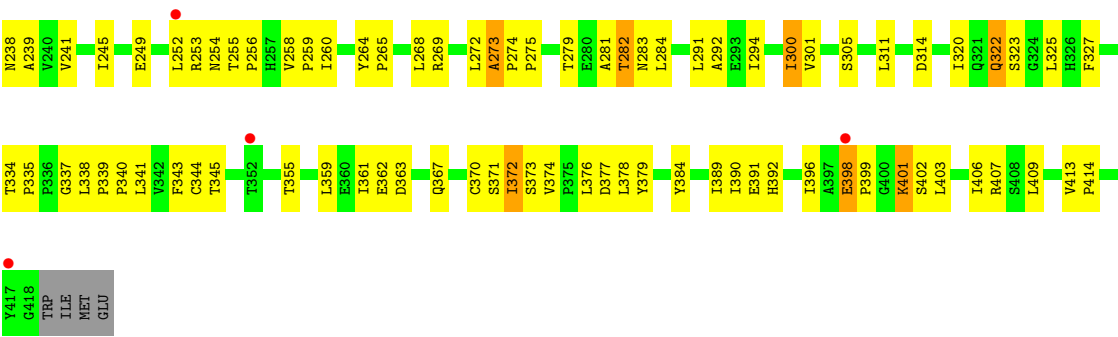 N238 A239 V240 V241 I245 E249 L252 R253 N254 T255 P256 H257 V258 P259 I260 Y264 P265 L268 R269 L272 A273 P274 P275 T279 E280 A281 T282 N283 L284 L291 A292 E293 I294 I300 V301 S305 L311 D314 I320 Q321 Q322 S323 G324 L325 H326 F327
T334 P335 P336 G337 L338 P339 P340 L341 V342 F343 C344 T345 T352 T355 L359 E360 I361 E362 D363 Q367 C370 S371 I372 S373 V374 P375 L376 D377 L378 Y379 Y384 I389 I390 E391 H392 I396 A397 E398 P399 G400 K401 S402 L403 I406 R407 S408 L409 V413 P414
Y417 G418 TRP ILE MET GLU